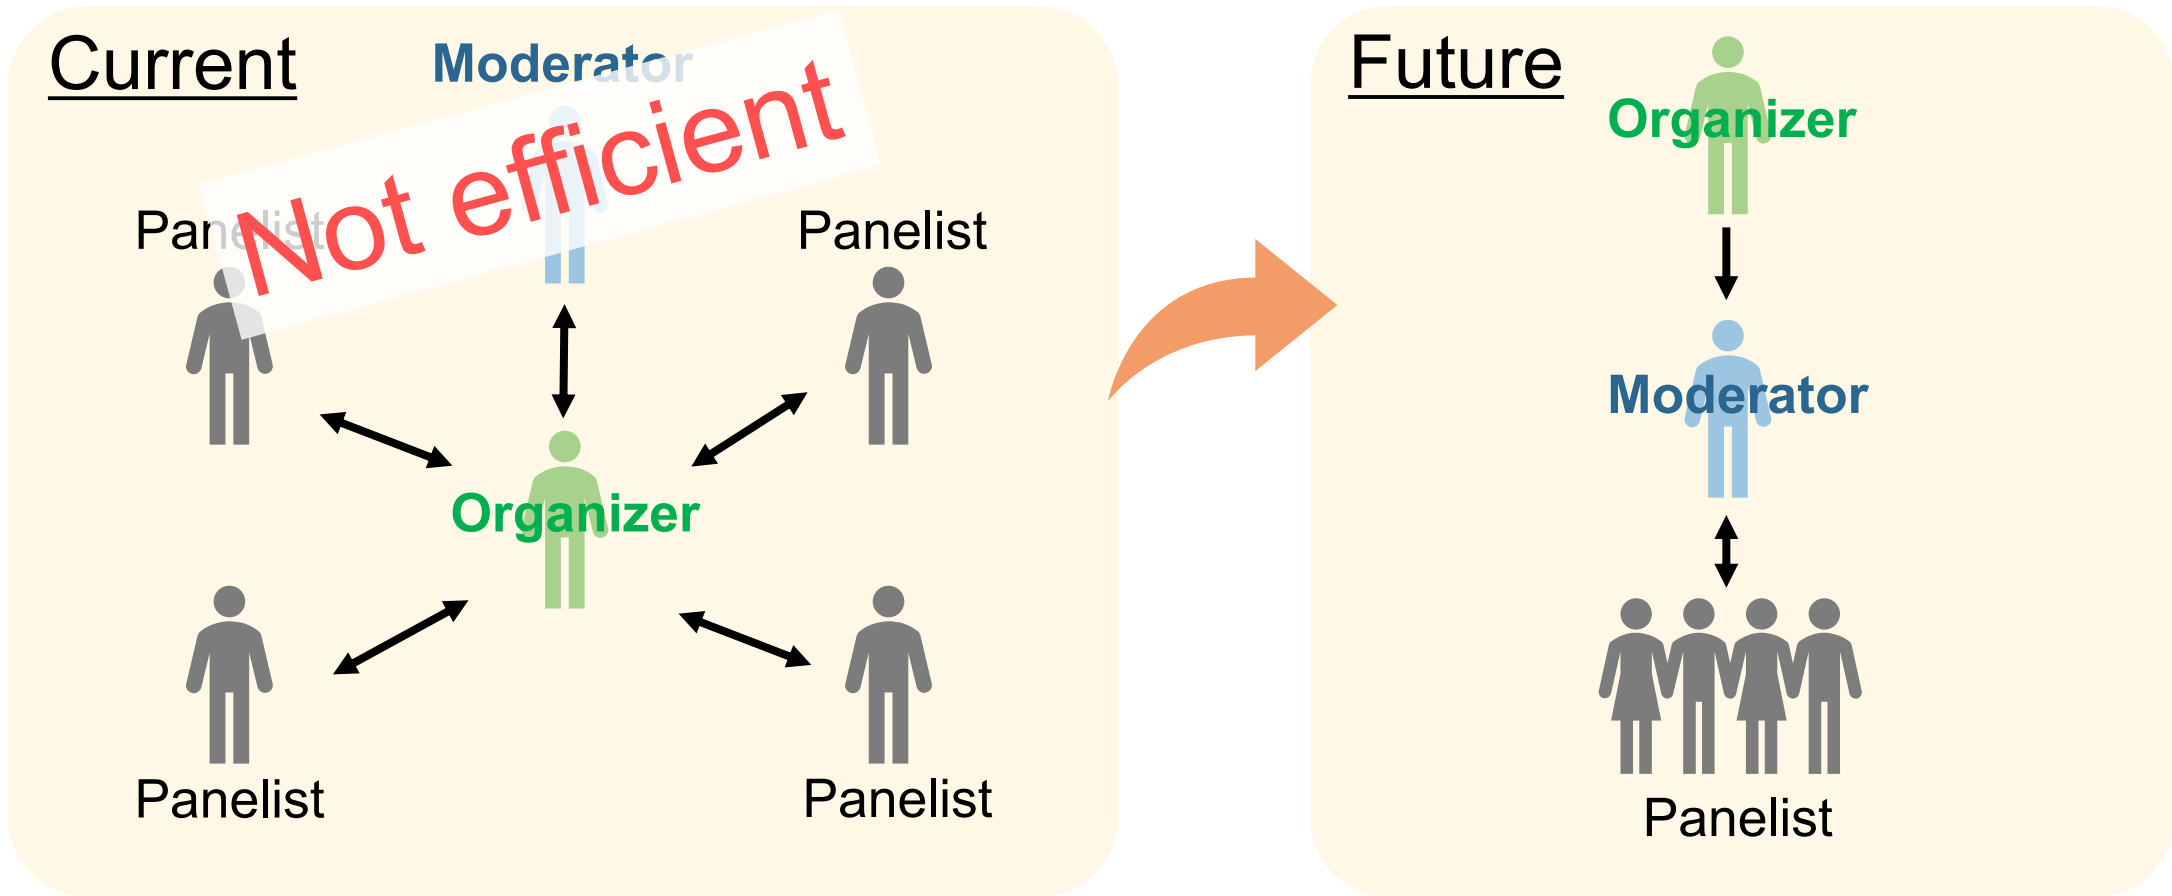 Current
Moderator
Not efficient
Panelist
Panelist
Organizer
Panelist
Panelist
Future
Organizer
Moderator
Panelist